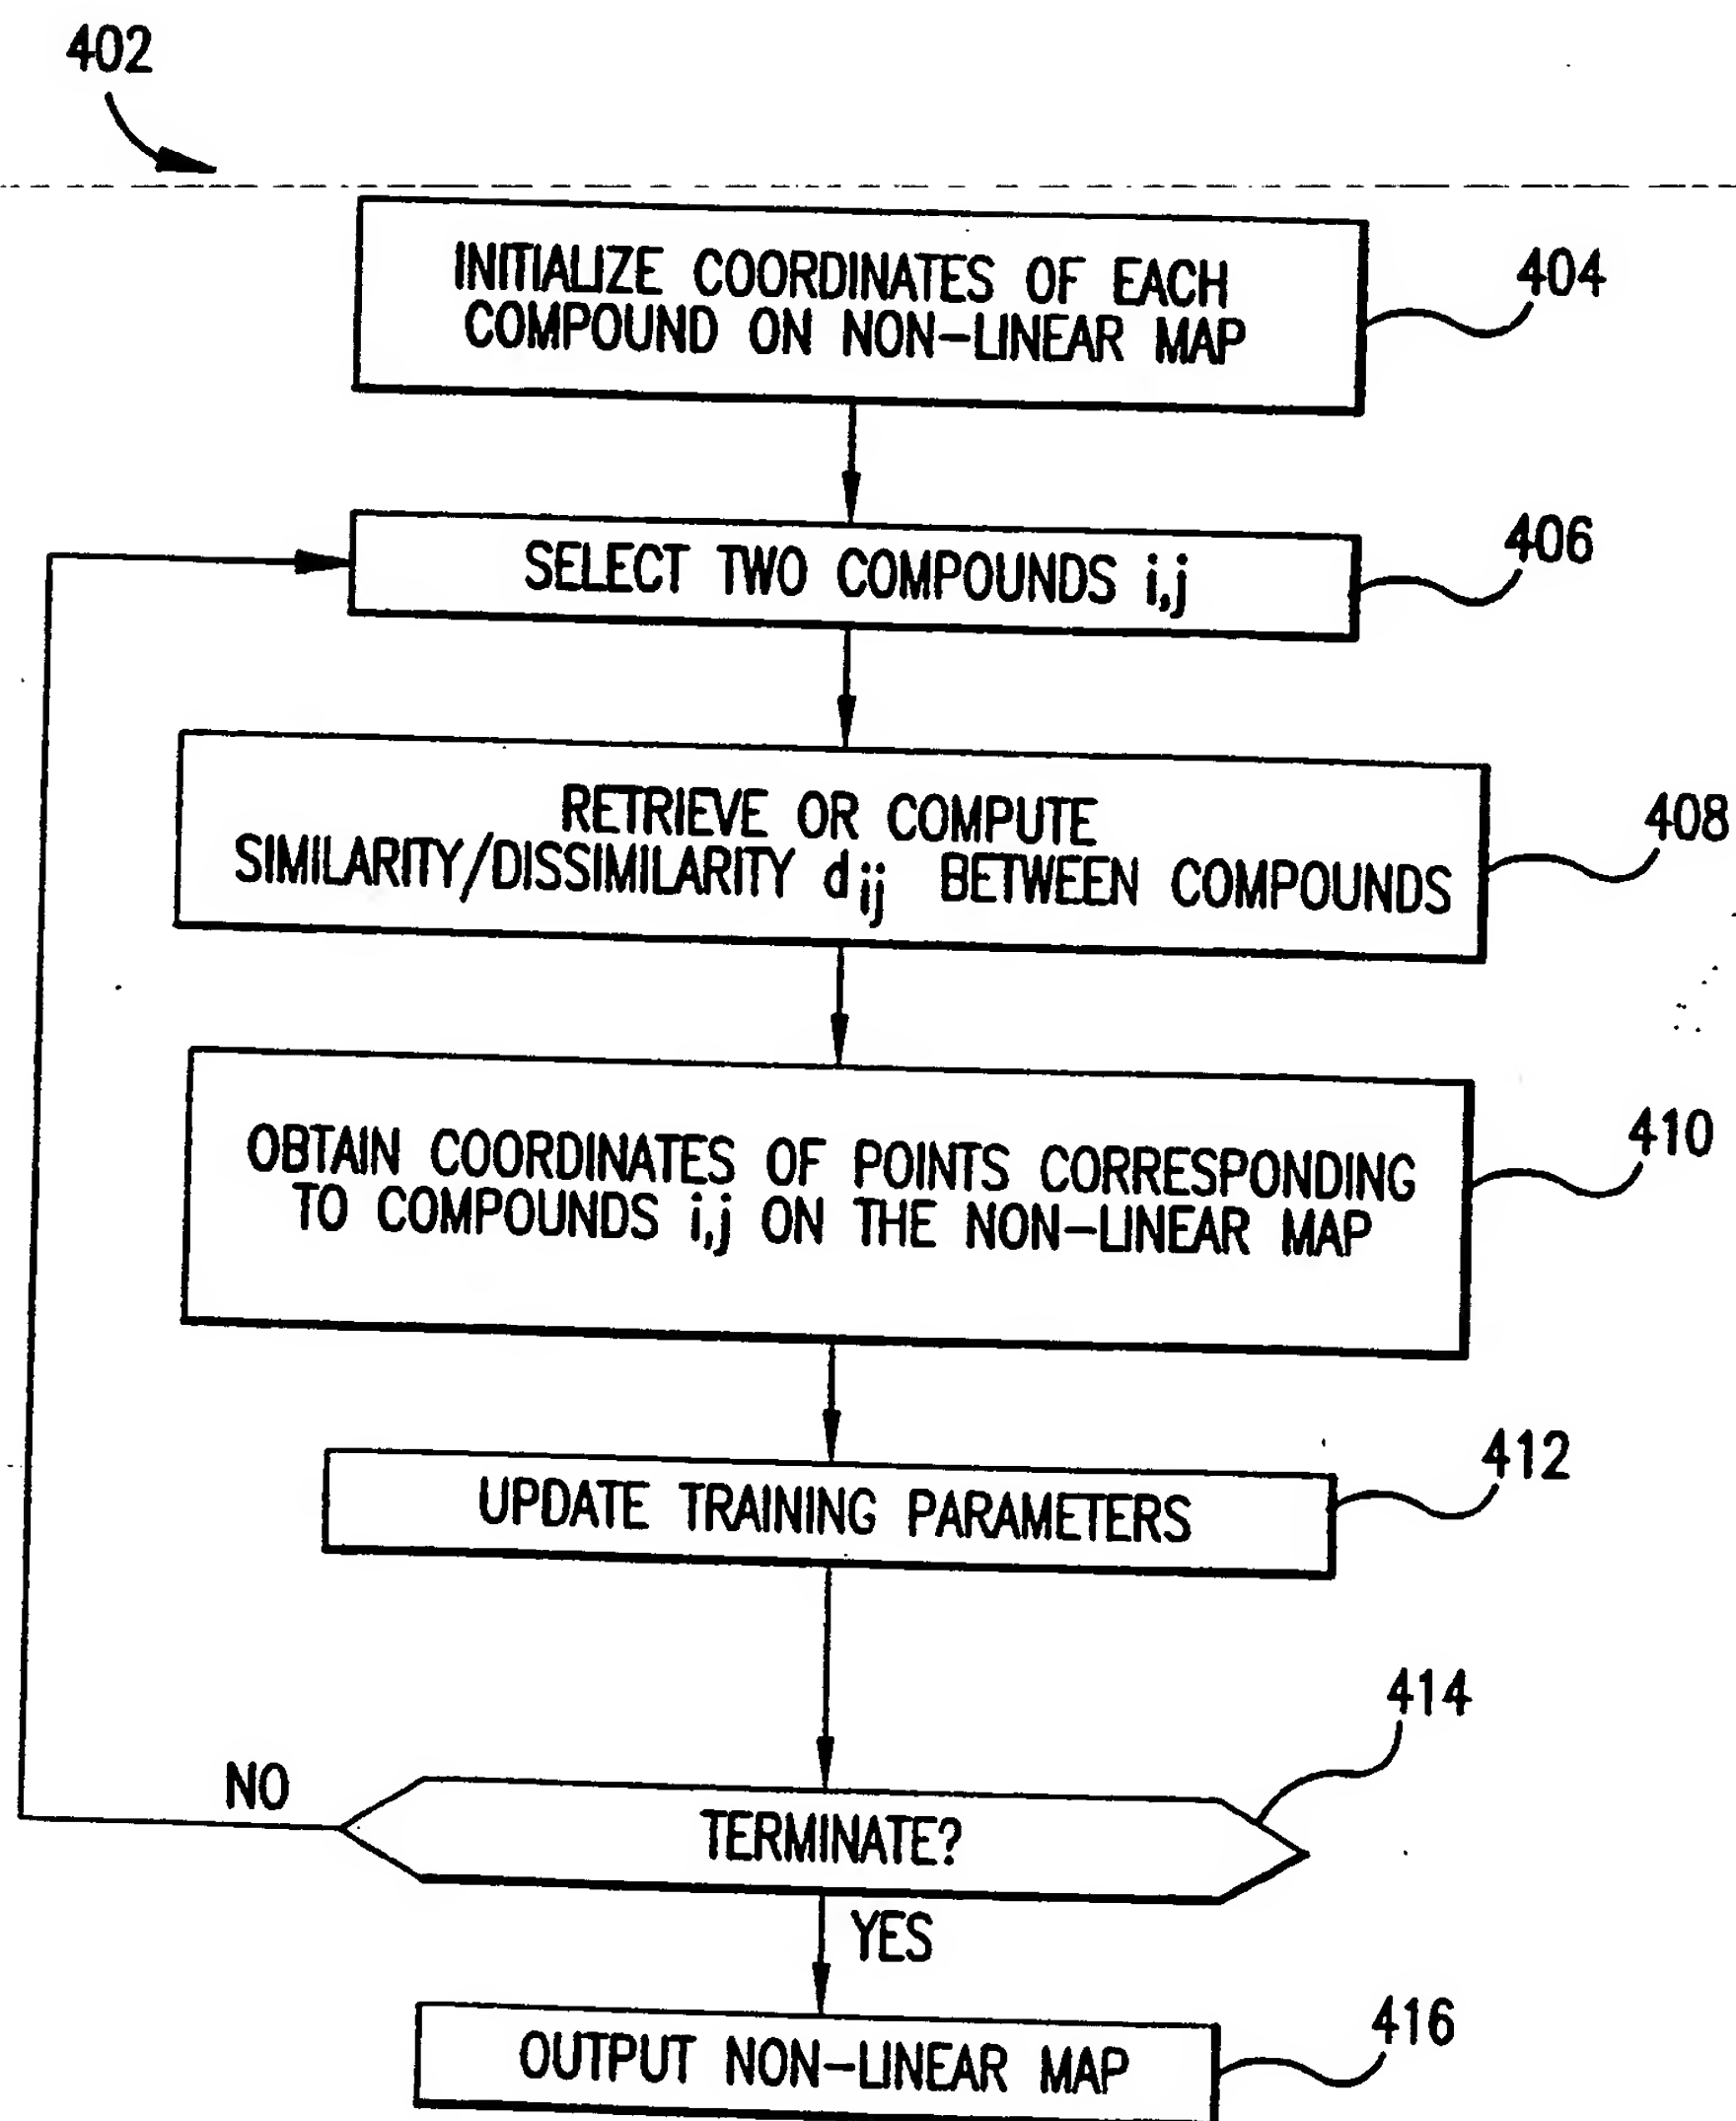 402
INITIALIZE COORDINATES OF EACH
COMPOUND ON NON-LINEAR MAP
404
SELECT TWO COMPOUNDS i,j
406
RETRIEVE OR COMPUTE
SIMILARITY/DISSIMILARITY dij BETWEEN COMPOUNDS
408
OBTAIN COORDINATES OF POINTS CORRESPONDING
TO COMPOUNDS i,j ON THE NON-LINEAR MAP
410
UPDATE TRAINING PARAMETERS
412
414
NO
TERMINATE?
YES
OUTPUT NON-LINEAR MAP
416